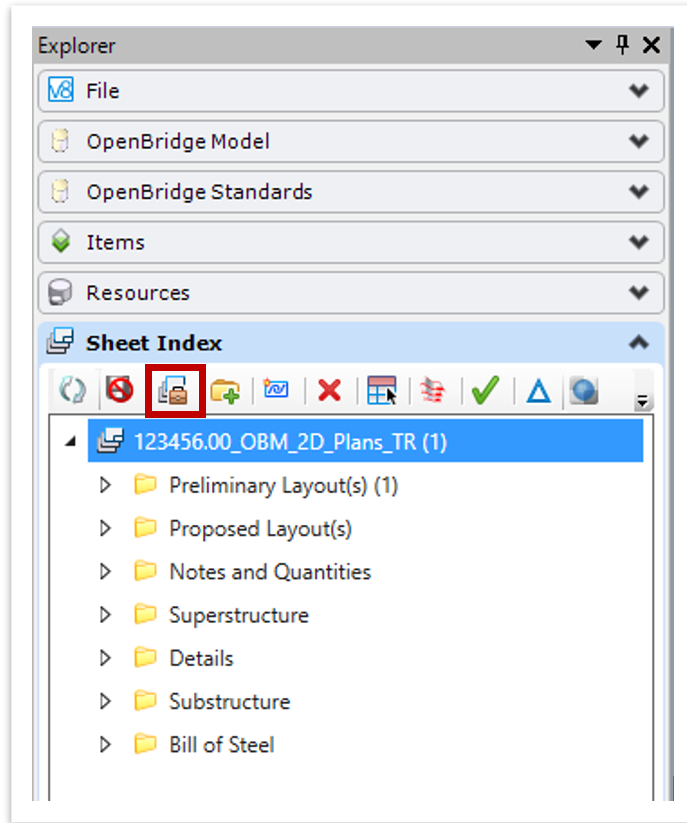 Explorer
V8 File
OpenBridge Model
OpenBridge Standards
Items
Resources
Sheet Index
123456.00_OBM_2D_Plans_TR (1)
Preliminary Layout(s) (1)
Proposed Layout(s)
Notes and Quantities
Superstructure
Details
Substructure
Bill of Steel